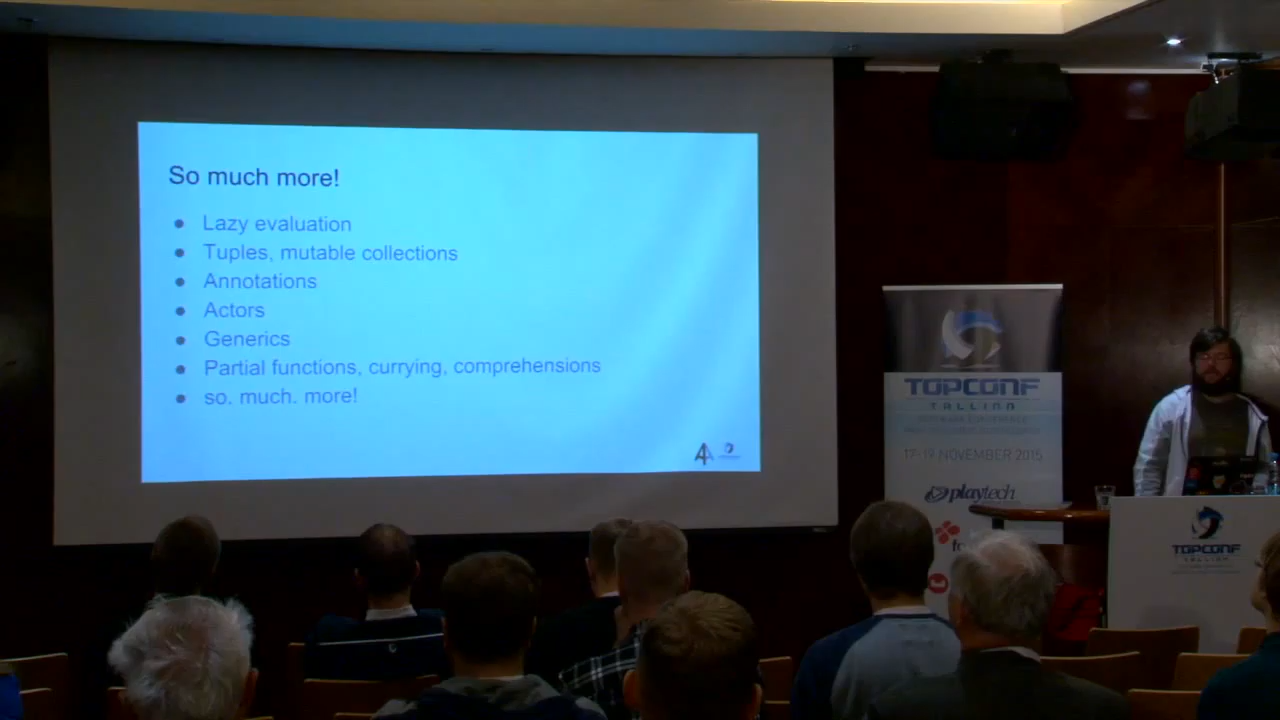 So much more!
● Lazy evaluation
● Tuples, mutable collections
● Annotations
● Actors
● Generics
● Partial functions, currying, comprehensions
● so. much. more!
TOPCONF
TALLINN
17-19 NOVEMBER 2015
playtech
TOPCONF